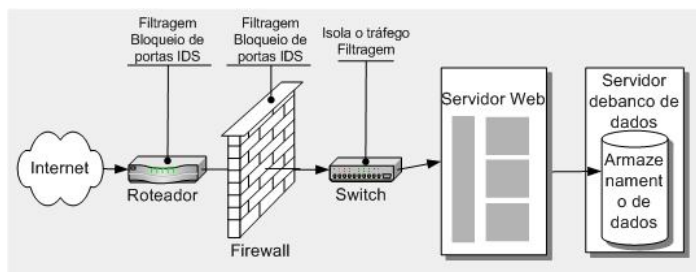 Filtragem
Bloqueio de
portas IDS
Filtragem
Bloqueio de
portas IDS
Isola o tráfego
Filtragem
Internet
Roteador
Firewall
Switch
Servidor Web
Servidor
debanco de
dados
Armaze
nament
o de
dados